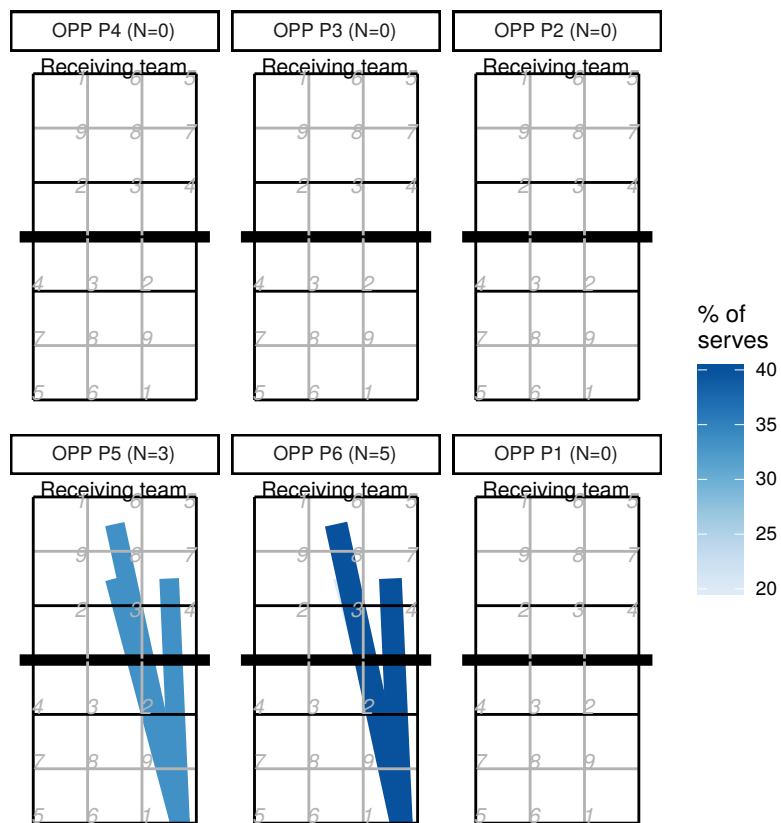 OPP P4 (N=0) OPP P3 (N=0) OPP P2 (N=0)
Receiving team Receiving team Receiving team
1 6 5 1 6 5 1 6 5
9 8 7 9 8 7 9 8 7
2 3 4 2 3 4 2 3 4
4 3 2 4 3 2 4 3 2
7 8 9 7 8 9 7 8 9
5 6 1 5 6 1 5 6 1
% of
serves
40
35
30
25
20
OPP P5 (N=3) OPP P6 (N=5) OPP P1 (N=0)
Receiving team Receiving team Receiving team
1 6 5 1 6 5 1 6 5
9 8 7 9 8 7 9 8 7
2 3 4 2 3 4 2 3 4
4 3 2 4 3 2 4 3 2
7 8 9 7 8 9 7 8 9
5 6 1 5 6 1 5 6 1